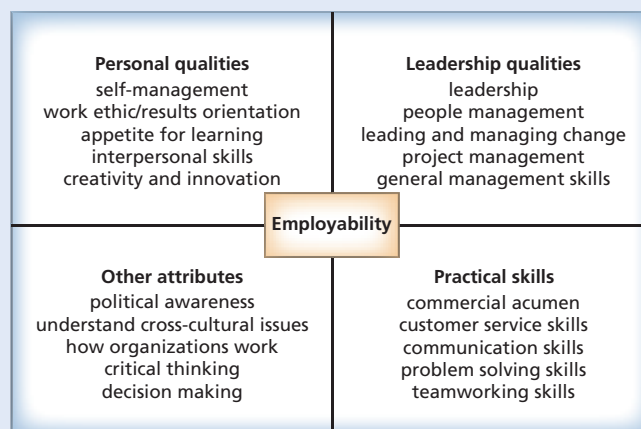 Personal qualities
self-management
work ethic/results orientation
appetite for learning
interpersonal skills
creativity and innovation
Leadership qualities
leadership
people management
leading and managing change
project management
general management skills
Employability
Other attributes
political awareness
understand cross-cultural issues
how organizations work
critical thinking
decision making
Practical skills
commercial acumen
customer service skills
communication skills
problem solving skills
teamworking skills